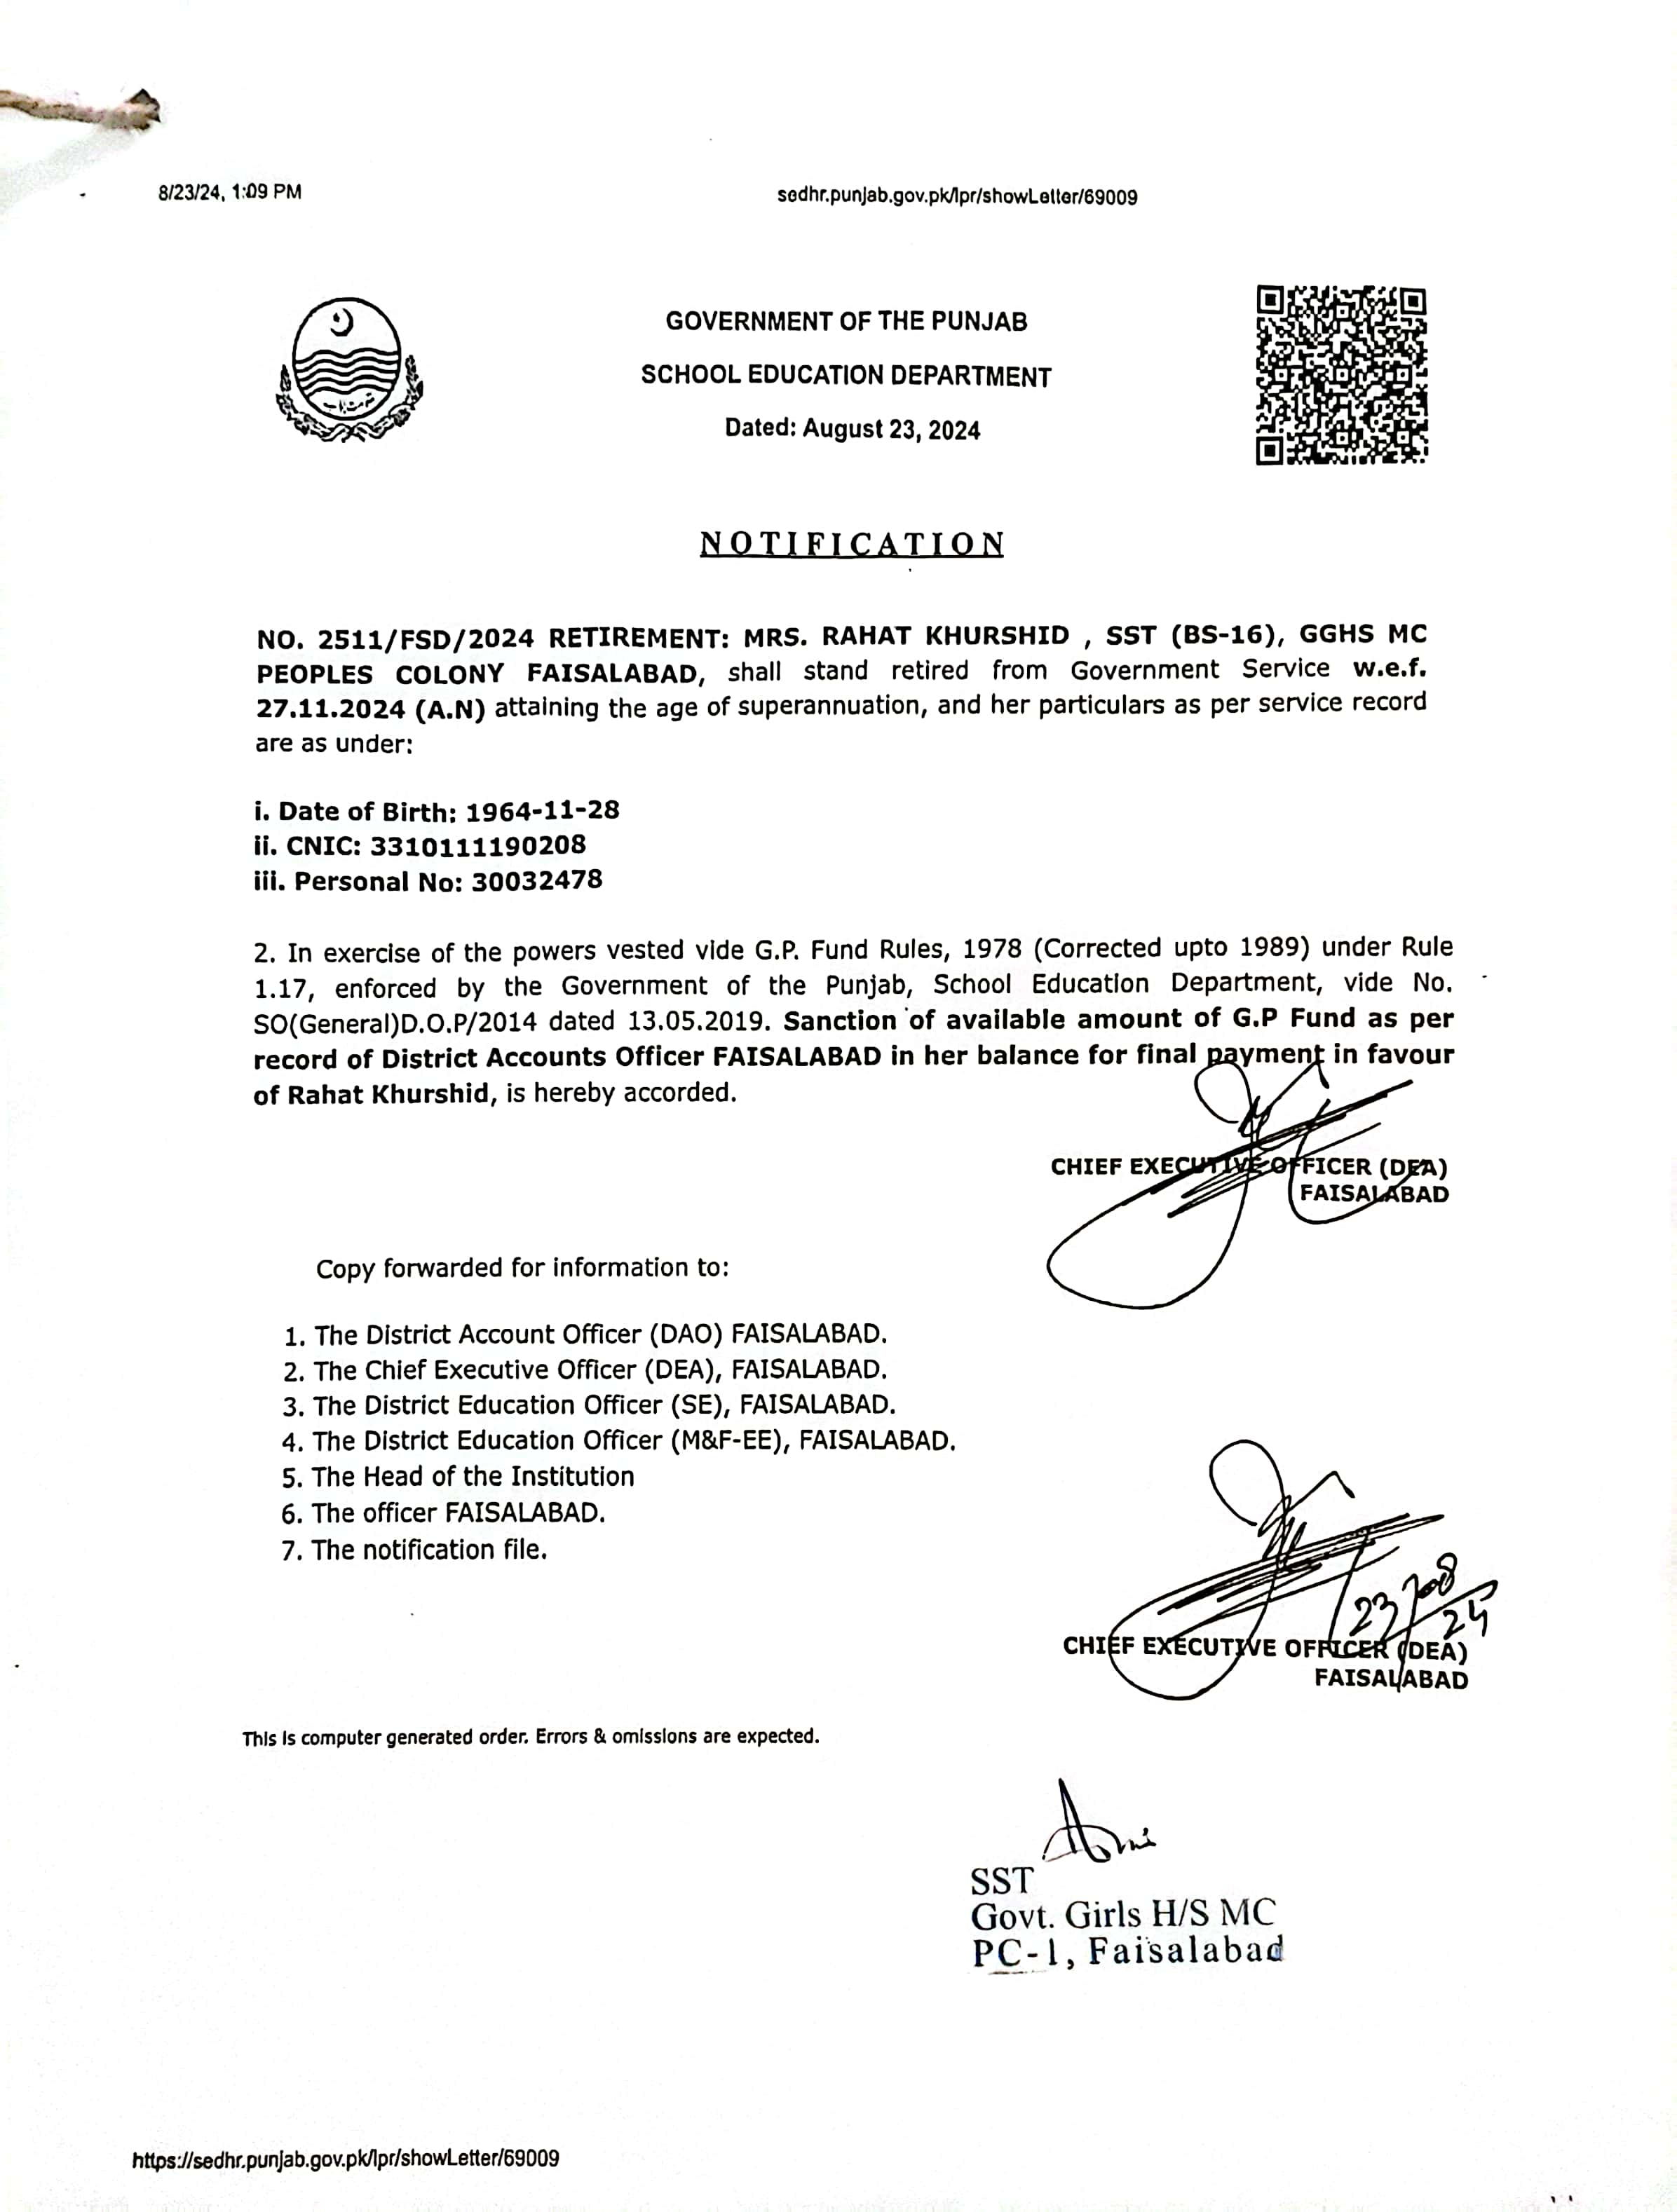 8/23/24, 1:09 PM
sedhr.punjab.gov.pk/lpr/showLetter/69009
GOVERNMENT OF THE PUNJAB
SCHOOL EDUCATION DEPARTMENT
Dated: August 23, 2024
NOTIFICATION
NO. 2511/FSD/2024 RETIREMENT: MRS. RAHAT KHURSHID , SST (BS-16), GGHS MC
PEOPLES COLONY FAISALABAD, shall stand retired from Government Service w.e.f.
27.11.2024 (A.N) attaining the age of superannuation, and her particulars as per service record
are as under:
i. Date of Birth: 1964-11-28
ii. CNIC: 3310111190208
iii. Personal No: 30032478
2. In exercise of the powers vested vide G.P. Fund Rules, 1978 (Corrected upto 1989) under Rule
1.17, enforced by the Government of the Punjab, School Education Department, vide No.
SO(General)D.O.P/2014 dated 13.05.2019. Sanction of available amount of G.P Fund as per
record of District Accounts Officer FAISALABAD in her balance for final payment in favour
of Rahat Khurshid, is hereby accorded.
CHIEF EXECUTIVE OFFICER (DEA)
FAISALABAD
Copy forwarded for information to:
1. The District Account Officer (DAO) FAISALABAD.
2. The Chief Executive Officer (DEA), FAISALABAD.
3. The District Education Officer (SE), FAISALABAD.
4. The District Education Officer (M&F-EE), FAISALABAD.
5. The Head of the Institution
6. The officer FAISALABAD.
7. The notification file.
23/08/24
CHIEF EXECUTIVE OFFICER (DEA)
FAISALABAD
This is computer generated order. Errors & omissions are expected.
SST
Govt. Girls H/S MC
PC-1, Faisalabad
https://sedhr.punjab.gov.pk/lpr/showLetter/69009